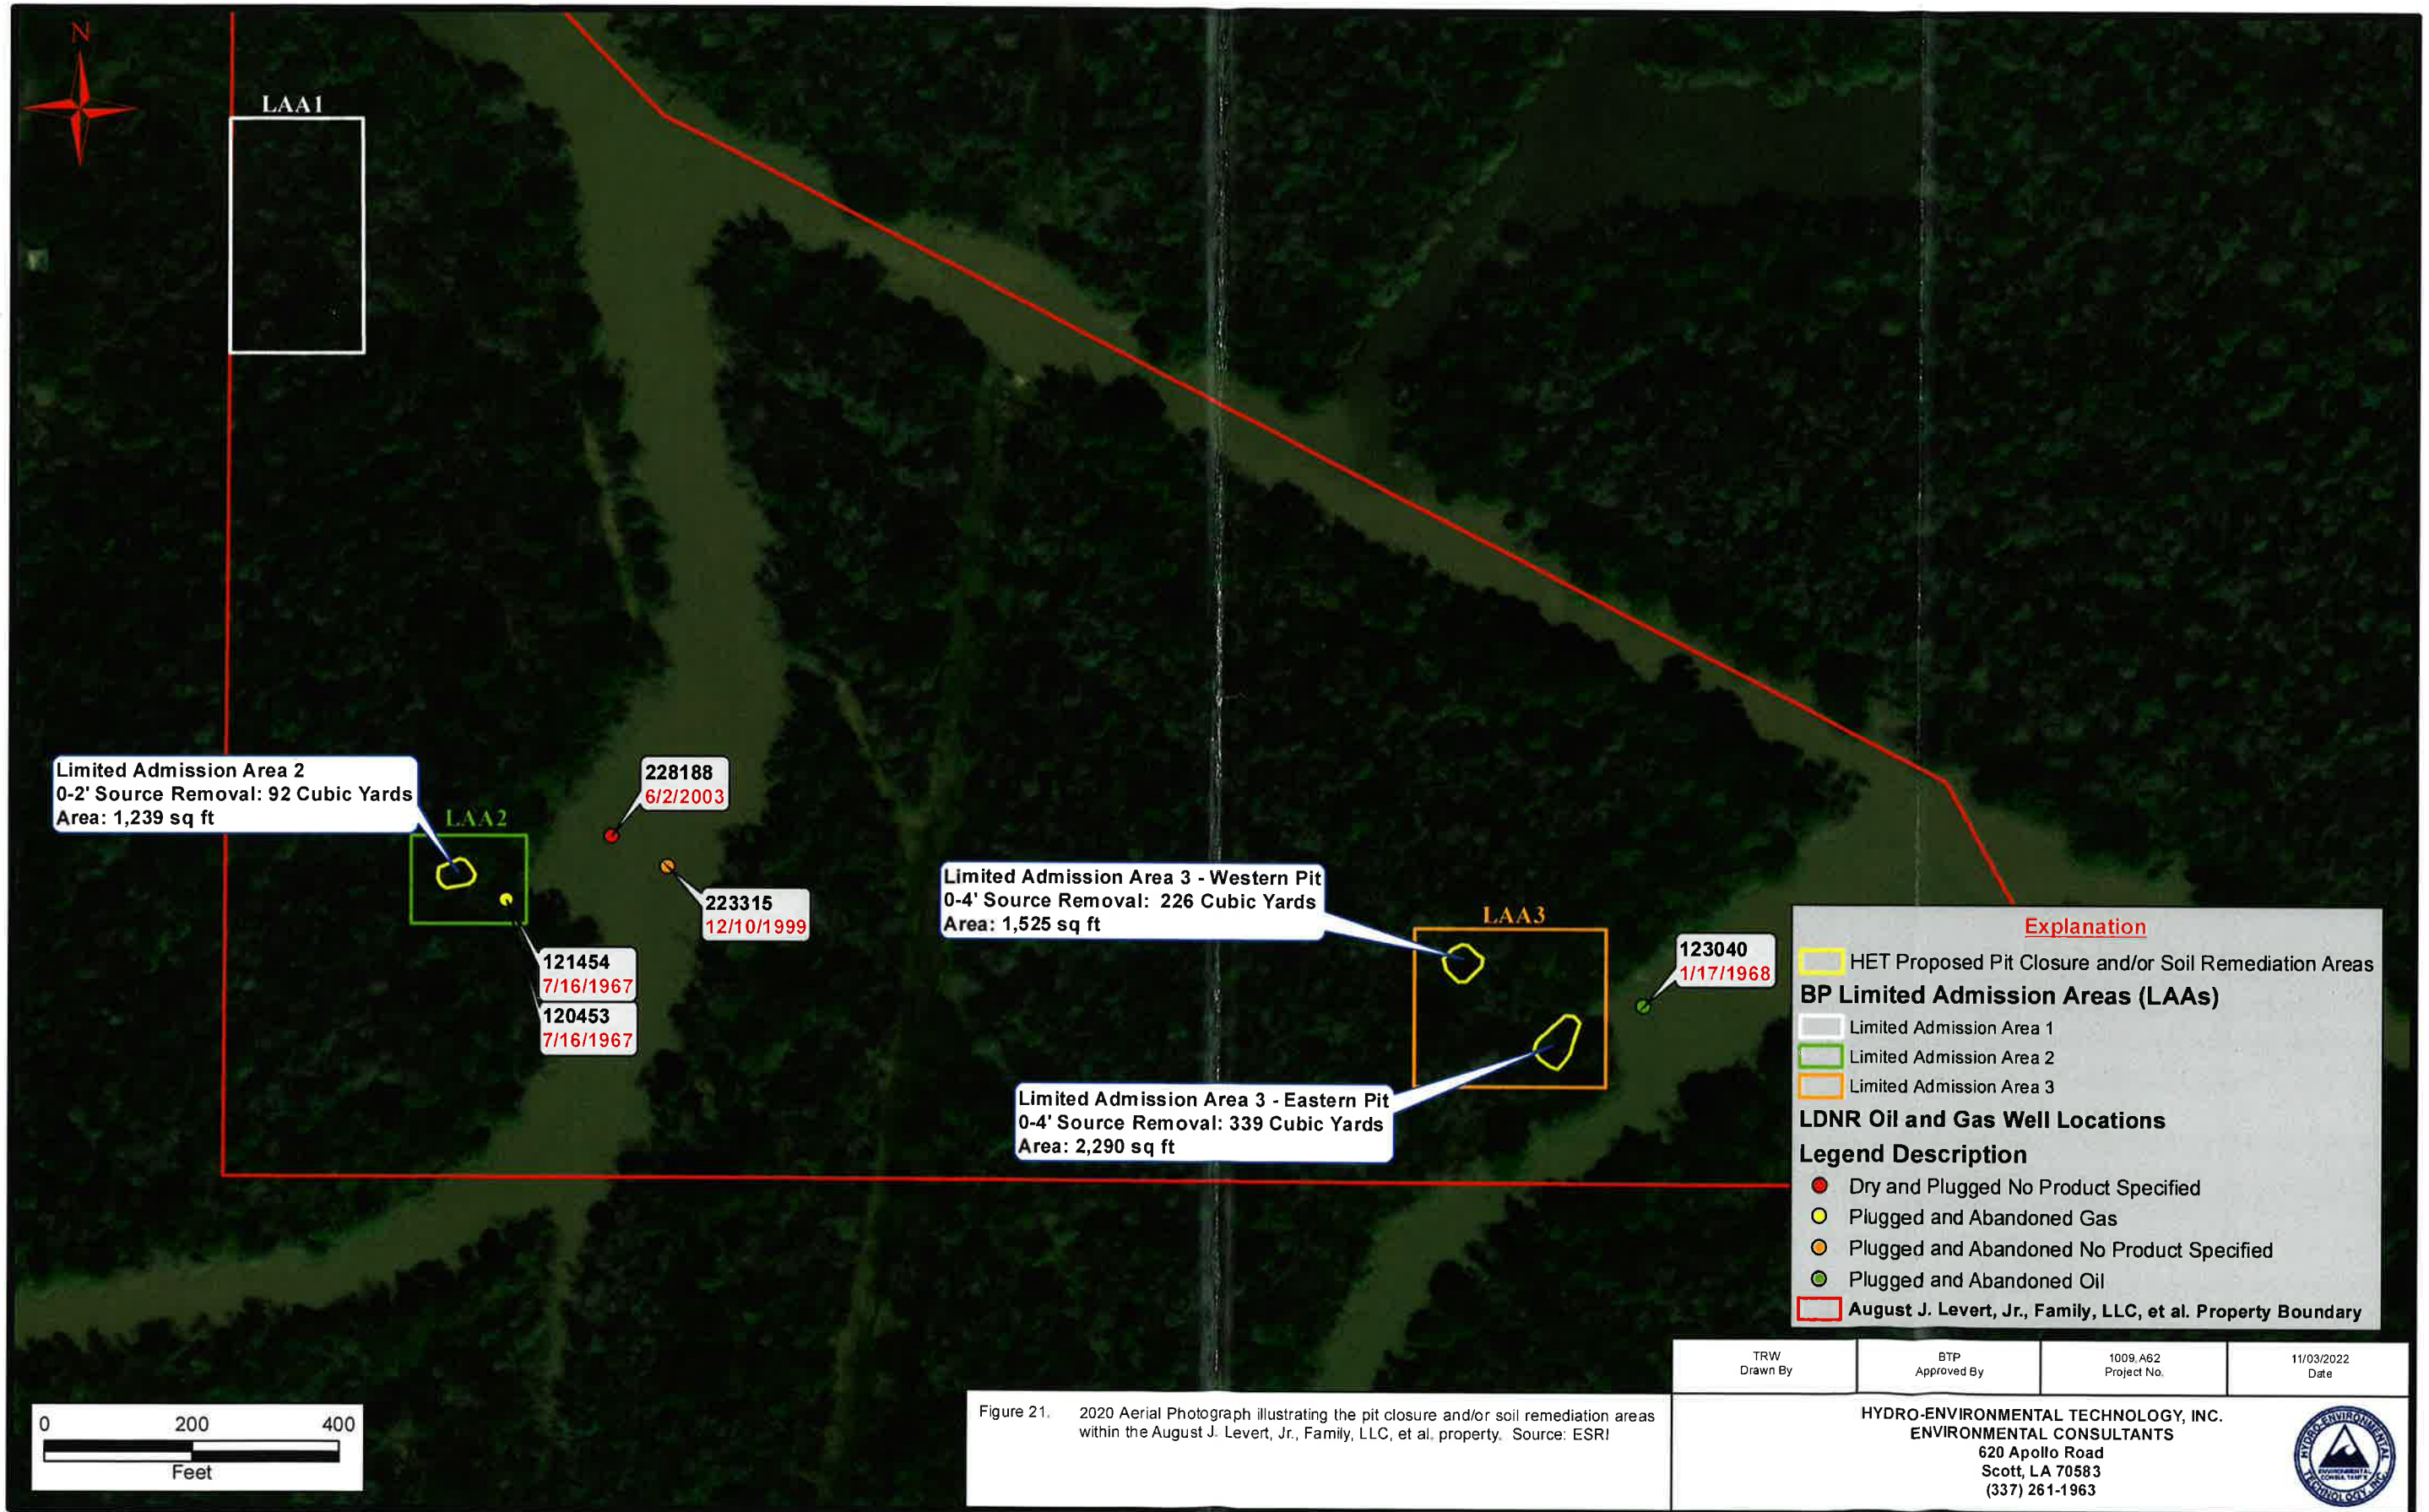 N
LAA1
Limited Admission Area 2
0-2' Source Removal: 92 Cubic Yards
Area: 1,239 sq ft
LAA2
228188
6/2/2003
223315
12/10/1999
121454
7/16/1967
120453
7/16/1967
Limited Admission Area 3 - Western Pit
0-4' Source Removal: 226 Cubic Yards
Area: 1,525 sq ft
LAA3
123040
1/17/1968
Limited Admission Area 3 - Eastern Pit
0-4' Source Removal: 339 Cubic Yards
Area: 2,290 sq ft
Explanation
HET Proposed Pit Closure and/or Soil Remediation Areas
BP Limited Admission Areas (LAAs)
Limited Admission Area 1
Limited Admission Area 2
Limited Admission Area 3
LDNR Oil and Gas Well Locations
Legend Description
Dry and Plugged No Product Specified
Plugged and Abandoned Gas
Plugged and Abandoned No Product Specified
Plugged and Abandoned Oil
August J. Levert, Jr., Family, LLC, et al. Property Boundary
0 200 400
Feet
Figure 21. 2020 Aerial Photograph illustrating the pit closure and/or soil remediation areas
within the August J. Levert, Jr., Family, LLC, et al. property. Source: ESRI
TRW
Drawn By
BTP
Approved By
1009.A62
Project No.
11/03/2022
Date
HYDRO-ENVIRONMENTAL TECHNOLOGY, INC.
ENVIRONMENTAL CONSULTANTS
620 Apollo Road
Scott, LA 70583
(337) 261-1963
HYDRO-ENVIRONMENTAL
TECHNOLOGY, INC.
ENVIRONMENTAL
CONSULTANTS